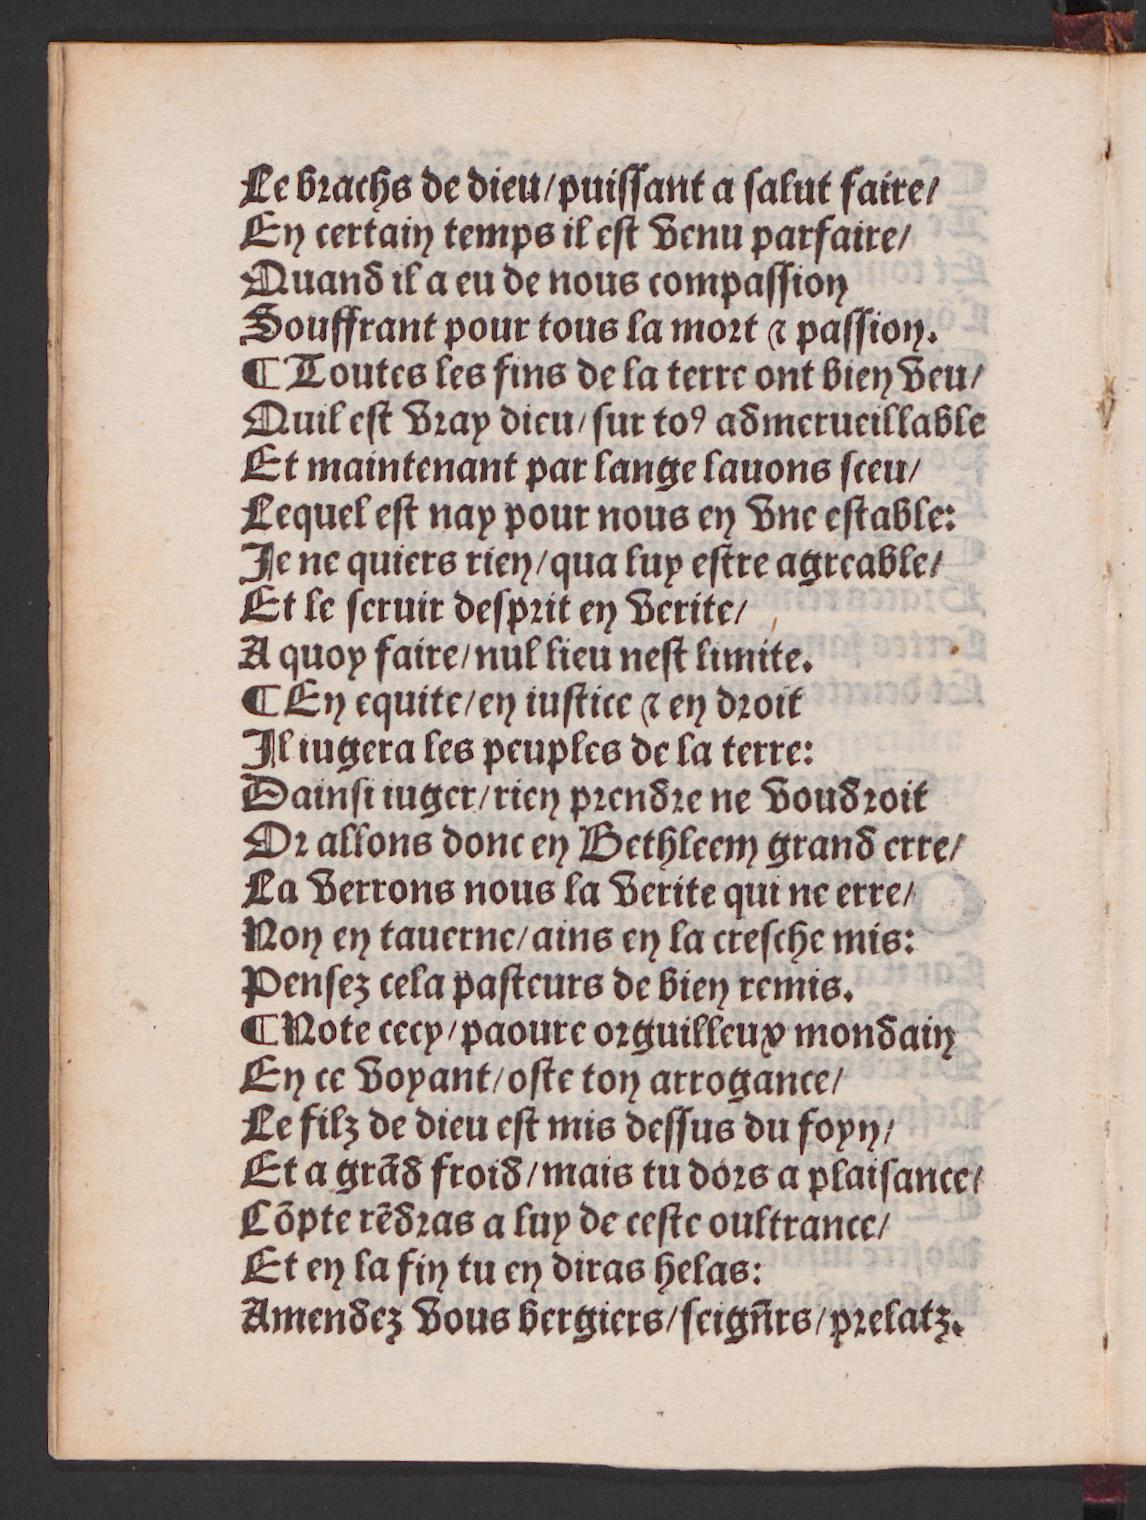 Le brachs de dieu/puissant a salut faire/
En certain temps il est venu parfaire/
Quand il a eu de nous compassion
Souffrant pour tous la mort ⁊ passion.
¶ Toutes les fins de la terre ont bien veu/
Quil est vray dieu/sur toꝰ admerueillable
Et maintenant par lange lauons sceu/
Lequel est nay pour nous en vne estable:
Je ne quiers rien/qua luy estre agreable/
Et le seruir desprit en verite/
A quoy faire/nul lieu nest limite.
¶ En equite/en iustice ⁊ en droit
Il iugera les peuples de la terre:
Dainsi iuger/rien prendre ne voudroit
Or allons donc en Bethleem grand erre/
La verrons nous la verite qui ne erre/
Non en tauerne/ains en la cresche mis:
Pensez cela pasteurs de bien remis.
¶ Note cecy/paoure orguilleux mondain
En ce voyant/oste ton arrogance/
Le filz de dieu est mis dessus du foyn/
Et a grãd froid/mais tu dors a plaisance/
Cõpte rẽdras a luy de ceste oultrance/
Et en la fin tu en diras helas:
Amendez vous bergiers/seigñrs/prelatz.